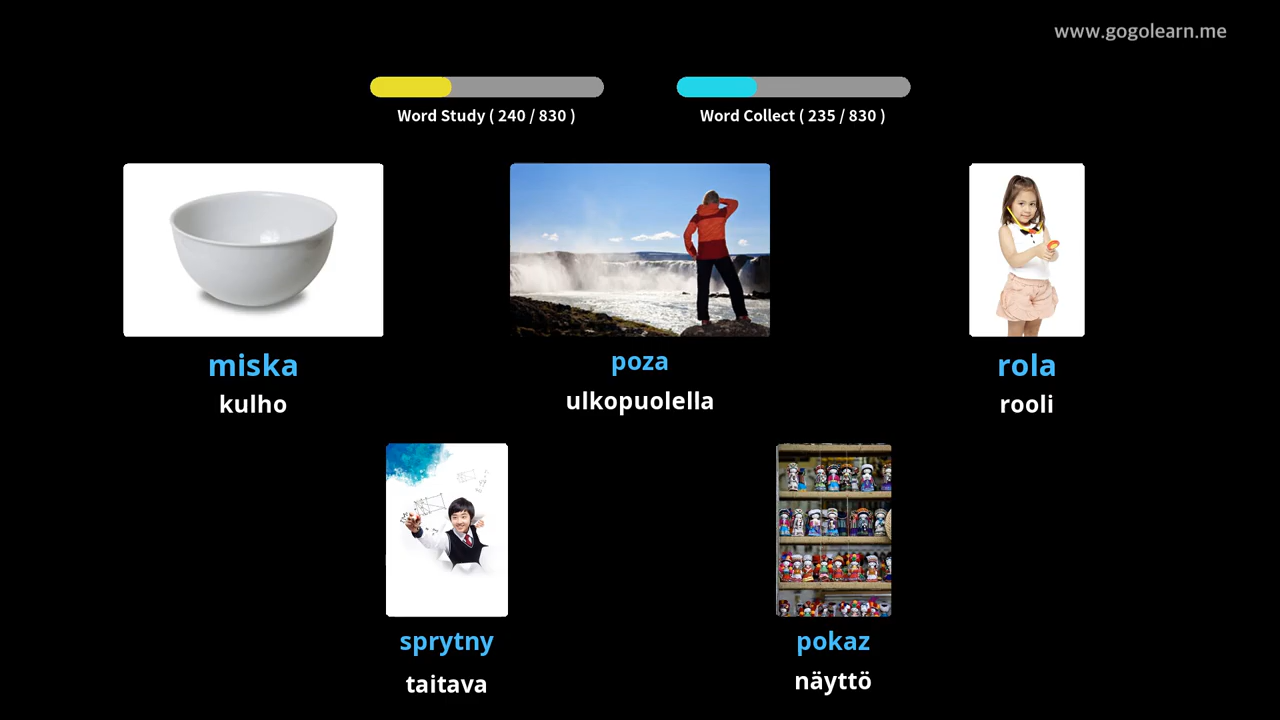 www.gogolearn.me
Word Study ( 240 / 830 )
Word Collect ( 235 / 830 )
miska
kulho
poza
ulkopuolella
rola
rooli
sprytny
taitava
pokaz
näyttö